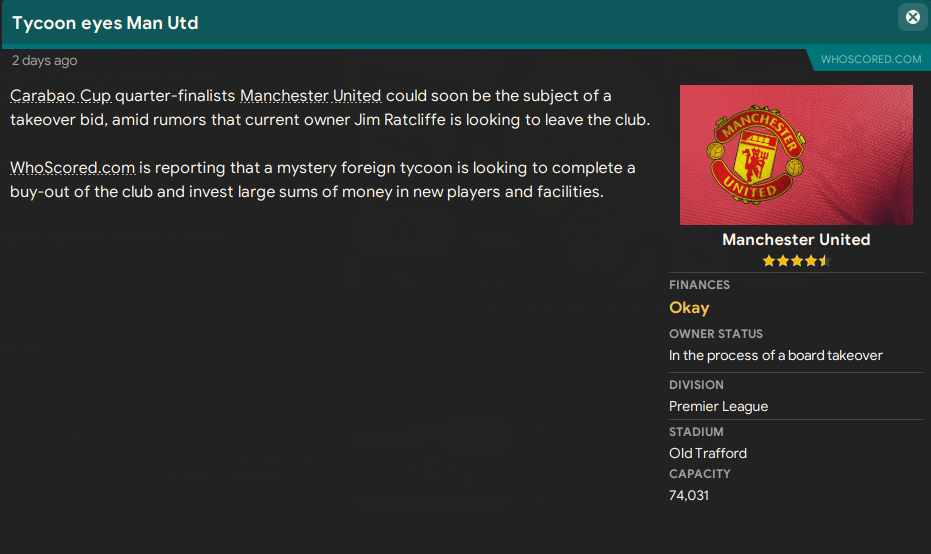 Tycoon eyes Man Utd
2 days ago
WHOSCORED.COM
Carabao Cup quarter-finalists Manchester United could soon be the subject of a
takeover bid, amid rumors that current owner Jim Ratcliffe is looking to leave the club.
WhoScored.com is reporting that a mystery foreign tycoon is looking to complete a
buy-out of the club and invest large sums of money in new players and facilities.
MANCHESTER
UNITED
Manchester United
FINANCES
Okay
OWNER STATUS
In the process of a board takeover
DIVISION
Premier League
STADIUM
Old Trafford
CAPACITY
74,031